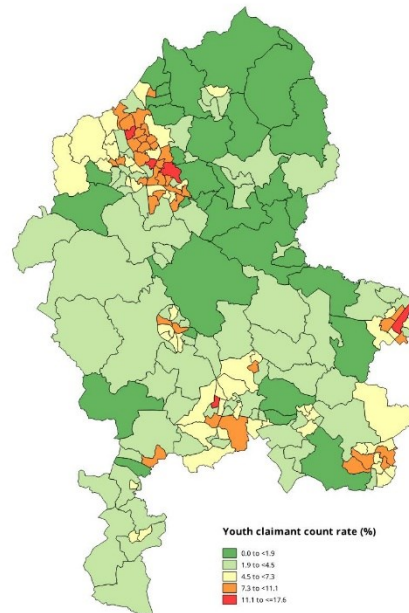 Youth claimant count rate (%)
0.0 to <1.9
1.9 to <4.5
4.5 to <7.3
7.3 to <11.1
11.1 to <=17.6